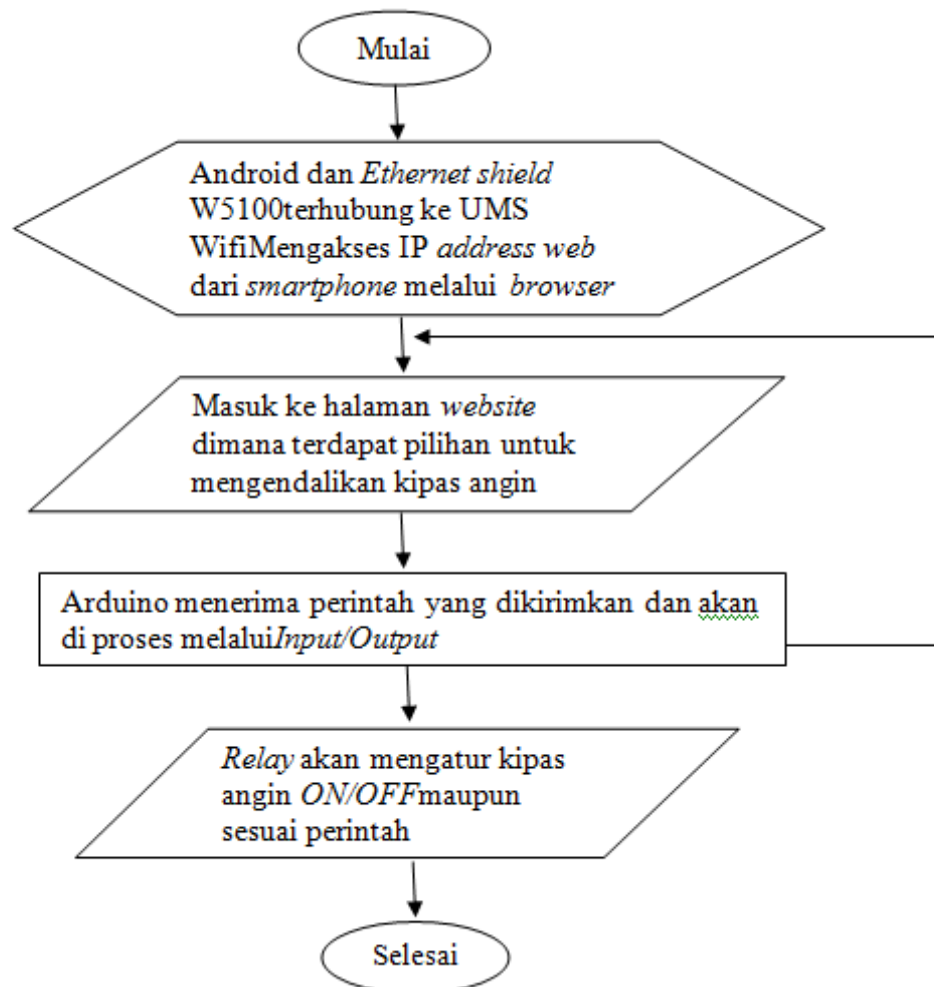 Mulai
Android dan Ethernet shield
W5100terhubung ke UMS
WifiMengakses IP address web
dari smartphone melalui browser
Masuk ke halaman website
dimana terdapat pilihan untuk
mengendalikan kipas angin
Arduino menerima perintah yang dikirimkan dan akan
di proses melaluiInput/Output
Relay akan mengatur kipas
angin ON/OFFmaupun
sesuai perintah
Selesai